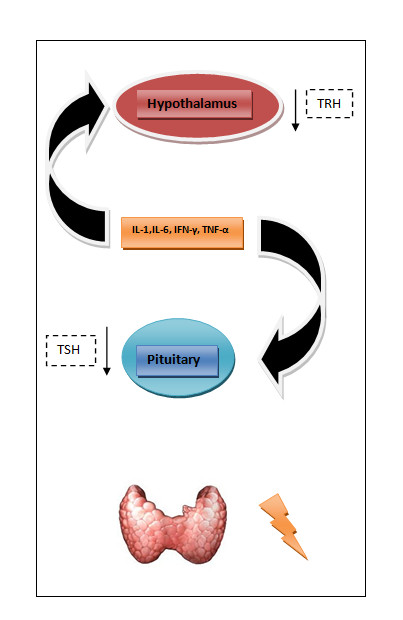 Hypothalamus
TRH
IL-1,IL-6, IFN-γ, TNF-α
TSH
Pituitary